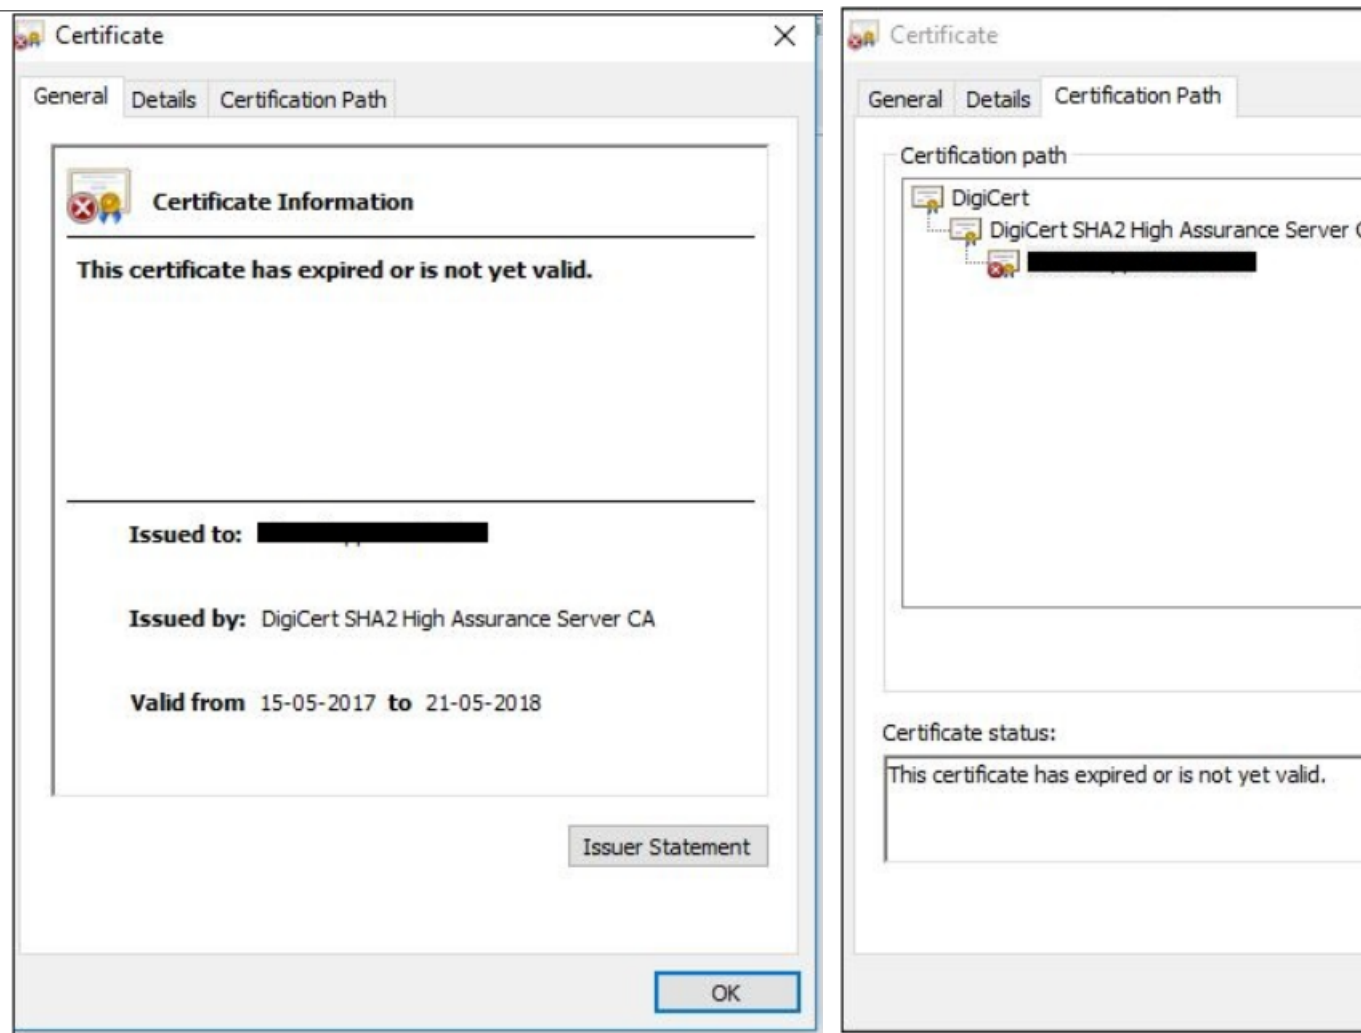 Certificate
General Details Certification Path
Certificate Information
This certificate has expired or is not yet valid.
Issued to:
Issued by: DigiCert SHA2 High Assurance Server CA
Valid from 15-05-2017 to 21-05-2018
Issuer Statement
OK
Certificate
General Details Certification Path
Certification path
DigiCert
DigiCert SHA2 High Assurance Server
Certificate status:
This certificate has expired or is not yet valid.